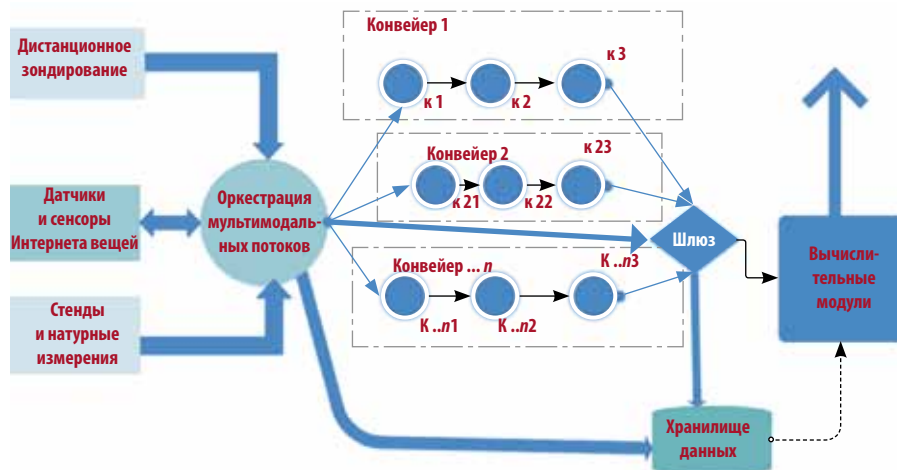 Дистанционное
зондирование
Датчики
и сенсоры
Интернета вещей
Стенды
и натурные
измерения
Оркестрация
мультимодаль-
ных потоков
Конвейер 1
к 1
к 2
к 3
Конвейер 2
к 21
к 22
к 23
Конвейер ... n
К ..n1
К ..n2
К ..n3
Шлюз
Вычисли-
тельные
модули
Хранилище
данных